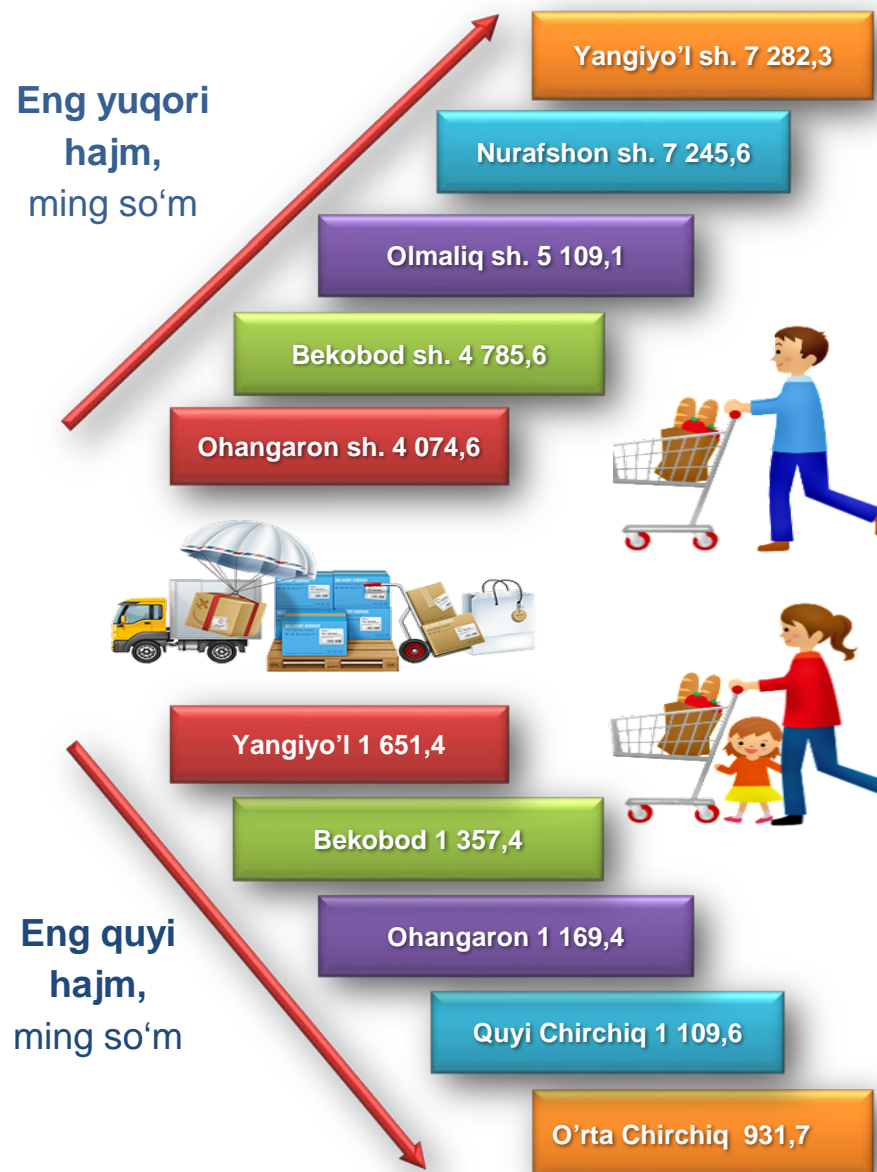 Eng yuqori
hajm,
ming so‘m
Yangiyo’l sh. 7 282,3
Nurafshon sh. 7 245,6
Olmaliq sh. 5 109,1
Bekobod sh. 4 785,6
Ohangaron sh. 4 074,6
Yangiyo’l 1 651,4
Bekobod 1 357,4
Ohangaron 1 169,4
Quyi Chirchiq 1 109,6
O’rta Chirchiq 931,7
Eng quyi
hajm,
ming so‘m